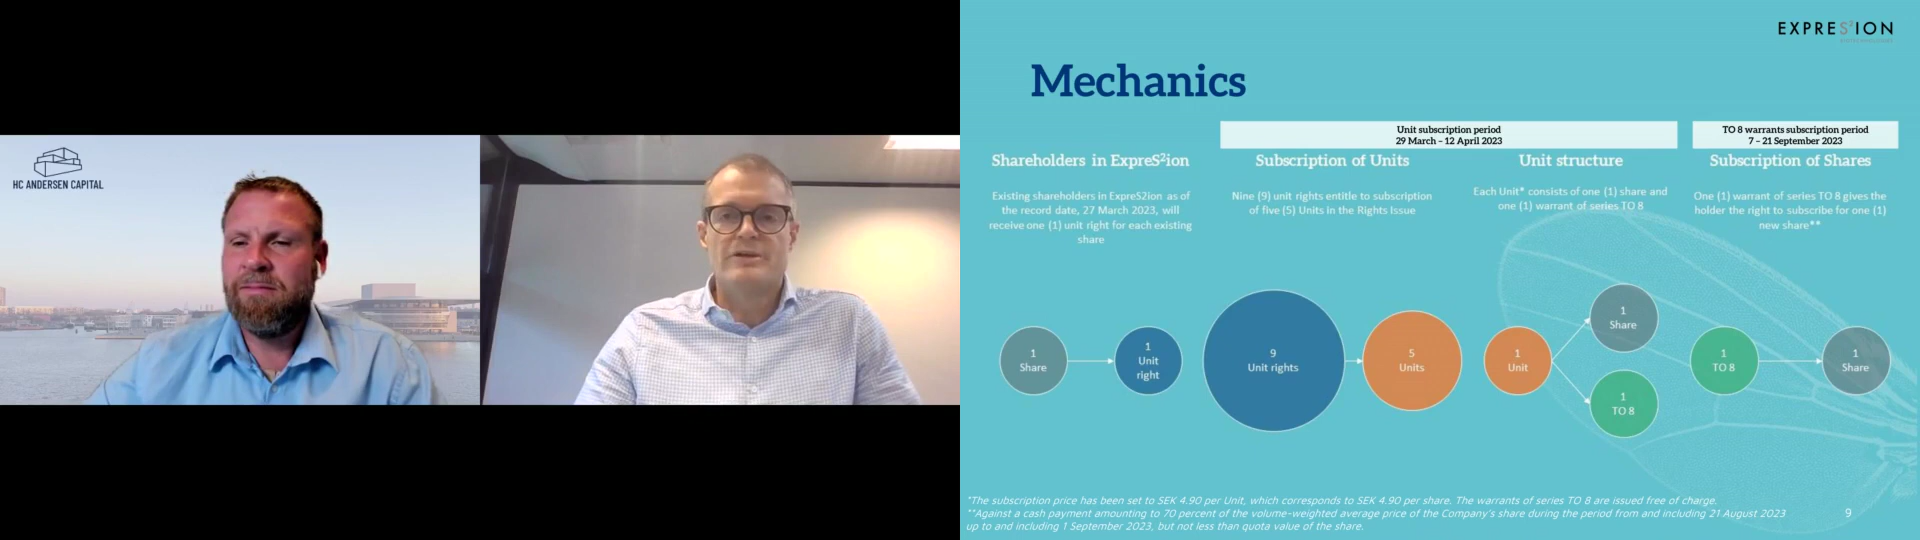 HC ANDERSEN CAPITAL
EXPRES²ION
Mechanics
Unit subscription period
29 March – 12 April 2023
TO 8 warrants subscription period
7 – 21 September 2023
Shareholders in ExpreS²ion
Existing shareholders in ExpreS2ion as of
the record date, 27 March 2023, will
receive one (1) unit right for each existing
share
Subscription of Units
Nine (9) unit rights entitle to subscription
of five (5) Units in the Rights Issue
Unit structure
Each Unit* consists of one (1) share and
one (1) warrant of series TO 8
Subscription of Shares
One (1) warrant of series TO 8 gives the
holder the right to subscribe for one (1)
new share**
1
Share
1
Unit
right
9
Unit rights
5
Units
1
Unit
1
Share
1
TO 8
1
TO 8
1
Share
*The subscription price has been set to SEK 4.90 per Unit, which corresponds to SEK 4.90 per share. The warrants of series TO 8 are issued free of charge.
**Against a cash payment amounting to 70 percent of the volume-weighted average price of the Company's share during the period from and including 21 August 2023
up to and including 1 September 2023, but not less than quota value of the share.
9